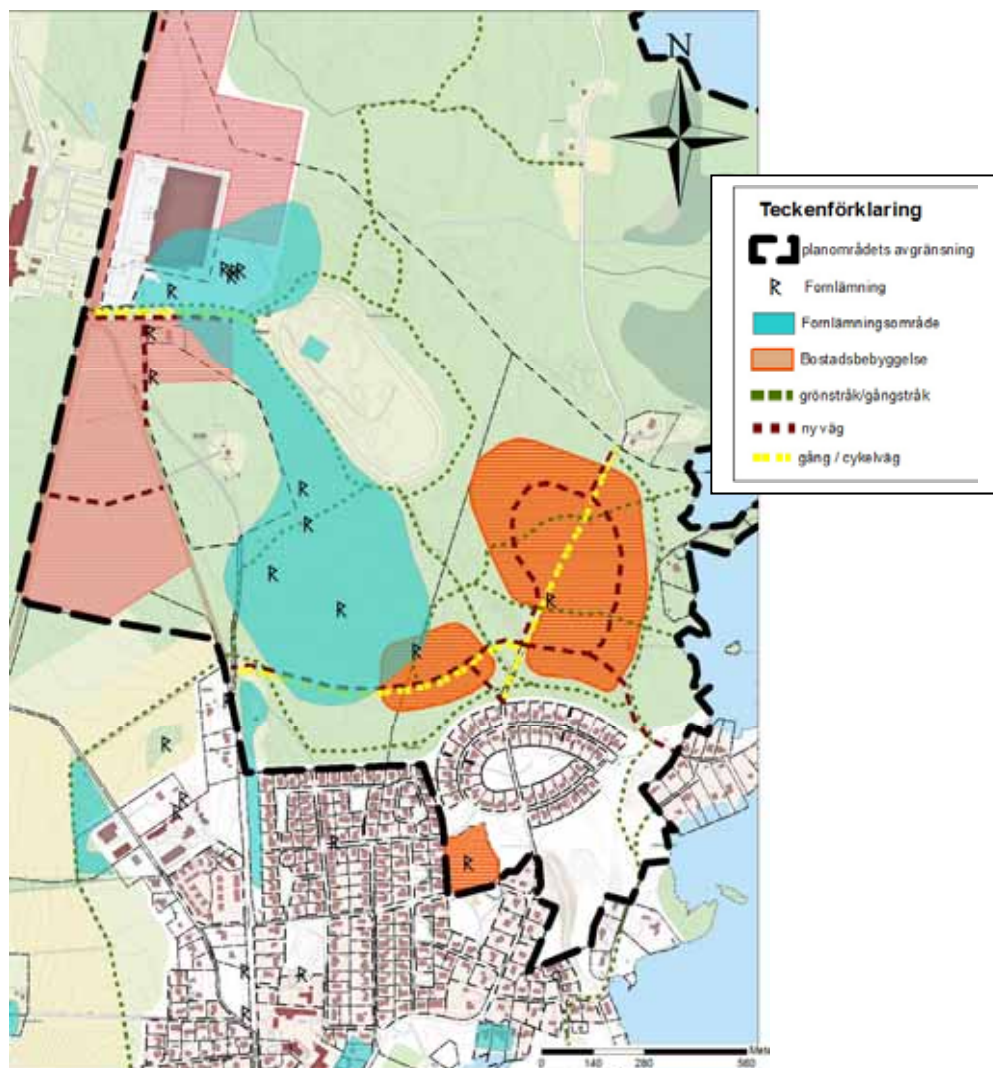 N
Teckenförklaring
planområdets avgränsning
Fornlämning
Fornlämningsområde
Bostadsbebyggelse
grönstråk/gångstråk
ny väg
gång / cykelväg
0 140 280 560